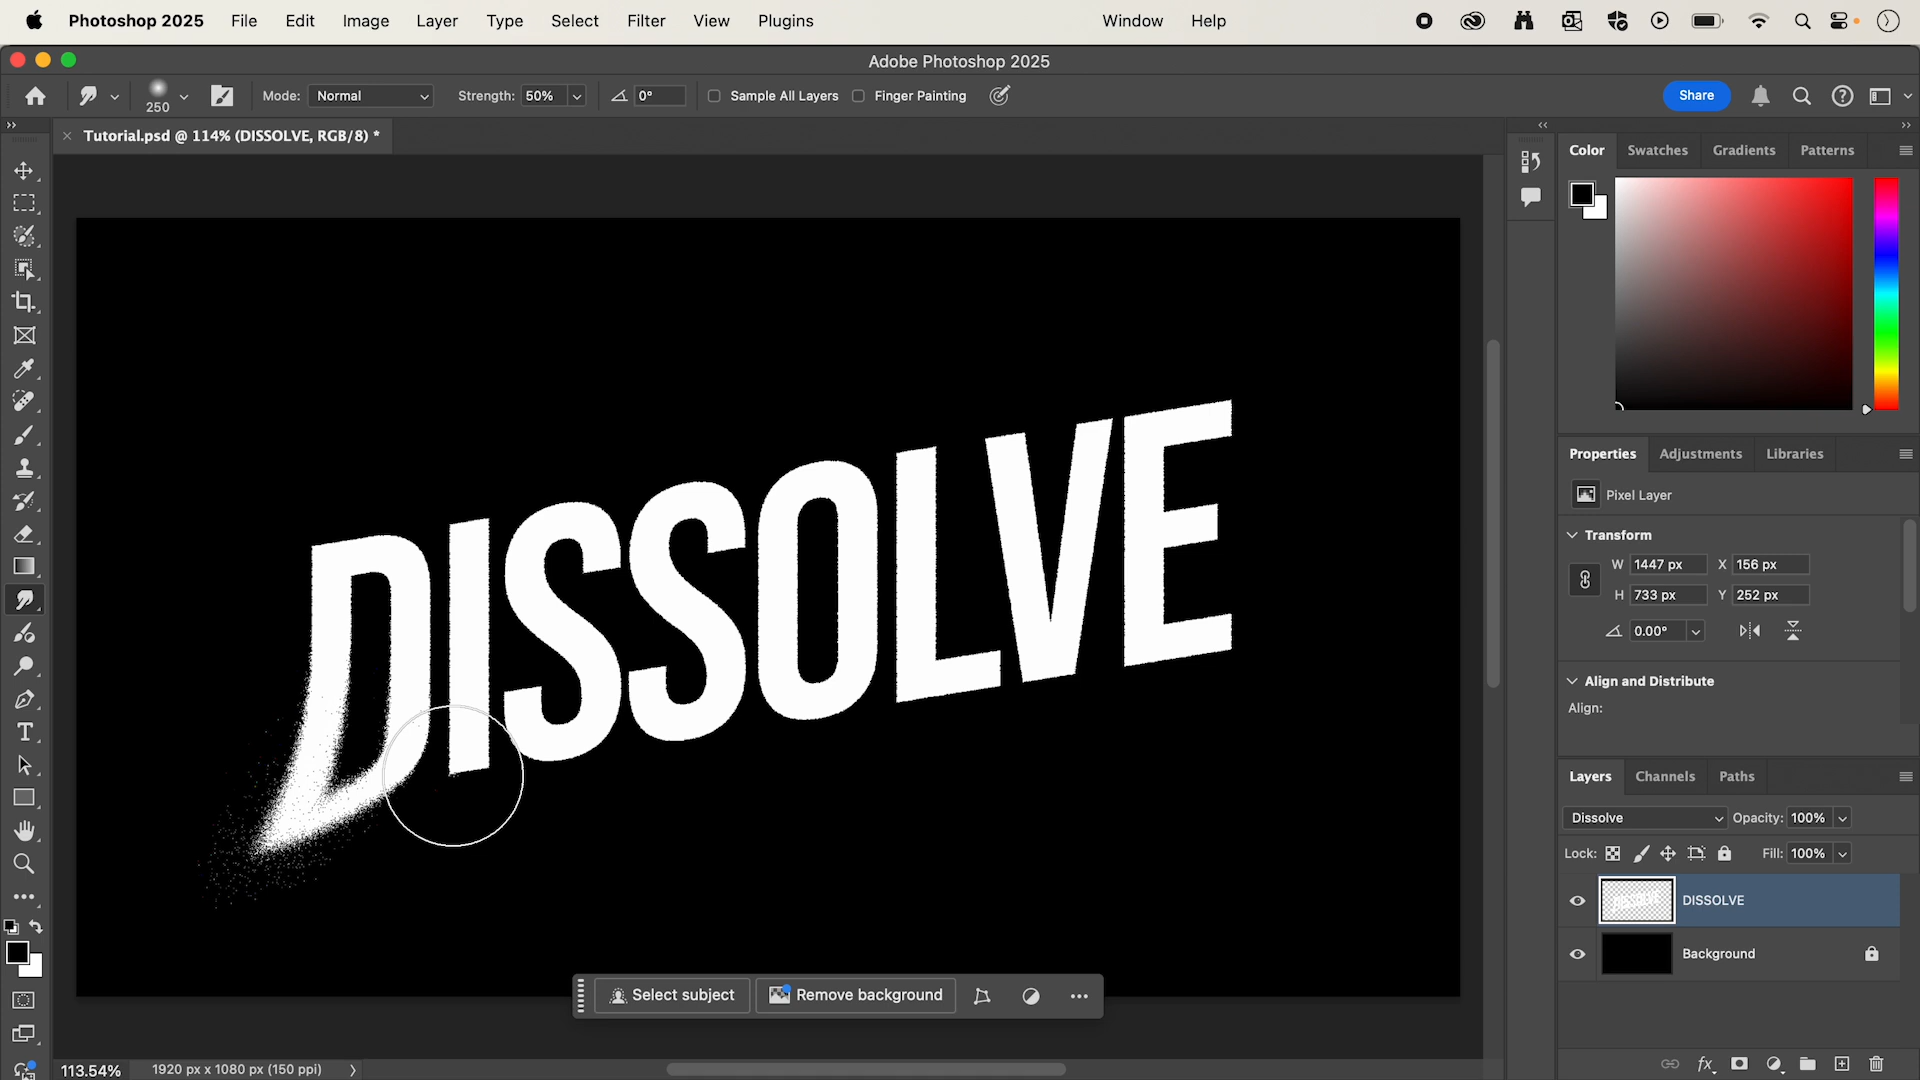 Photoshop 2025 File Edit Image Layer Type Select Filter View Plugins Window Help
Adobe Photoshop 2025
250 Mode: Normal Strength: 50% 0° Sample All Layers Finger Painting Share
Tutorial.psd @ 114% (DISSOLVE, RGB/8) *
Color Swatches Gradients Patterns
DISSOLVE
Properties Adjustments Libraries
Pixel Layer
Transform
W 1447 px X 156 px
H 733 px Y 252 px
0.00°
Align and Distribute
Align:
Layers Channels Paths
Dissolve Opacity: 100%
Lock: Fill: 100%
DISSOLVE
Background
Select subject Remove background
113.54% 1920 px x 1080 px (150 ppi)